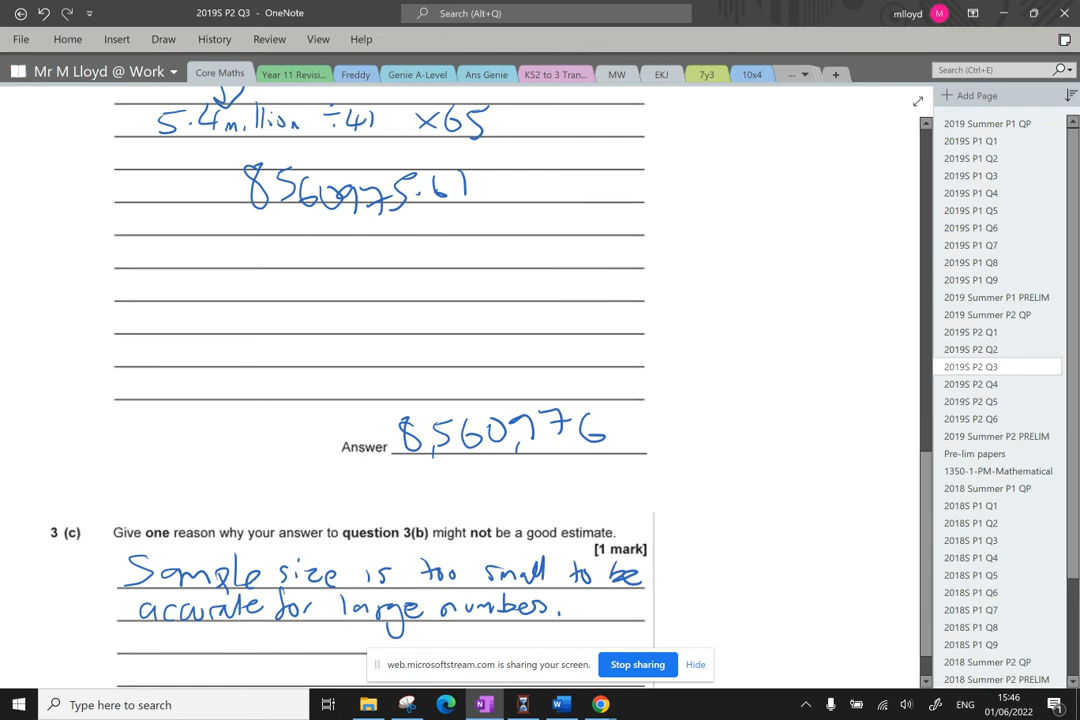 2019S P2 Q3 - OneNote
Search (Alt+Q)
mlloyd
M
File Home Insert Draw History Review View Help
Mr M Lloyd @ Work
Core Maths
Year 11 Revisi...
Freddy
Genie A-Level
Ans Genie
KS2 to 3 Tran...
MW
EKJ
7y3
10x4
...
Search (Ctrl+E)
5.4million ÷41 ×65
8560975.61
Answer 8,560,976
3 (c) Give one reason why your answer to question 3(b) might not be a good estimate.
[1 mark]
Sample size is too small to be
accurate for large numbers.
web.microsoftstream.com is sharing your screen.
Stop sharing
Hide
Add Page
2019 Summer P1 QP
2019S P1 Q1
2019S P1 Q2
2019S P1 Q3
2019S P1 Q4
2019S P1 Q5
2019S P1 Q6
2019S P1 Q7
2019S P1 Q8
2019S P1 Q9
2019 Summer P1 PRELIM
2019 Summer P2 QP
2019S P2 Q1
2019S P2 Q2
2019S P2 Q3
2019S P2 Q4
2019S P2 Q5
2019S P2 Q6
2019 Summer P2 PRELIM
Pre-lim papers
1350-1-PM-Mathematical
2018 Summer P1 QP
2018S P1 Q1
2018S P1 Q2
2018S P1 Q3
2018S P1 Q4
2018S P1 Q5
2018S P1 Q6
2018S P1 Q7
2018S P1 Q8
2018S P1 Q9
2018 Summer P2 QP
2018 Summer P2 PRELIM
Type here to search
ENG
15:46
01/06/2022